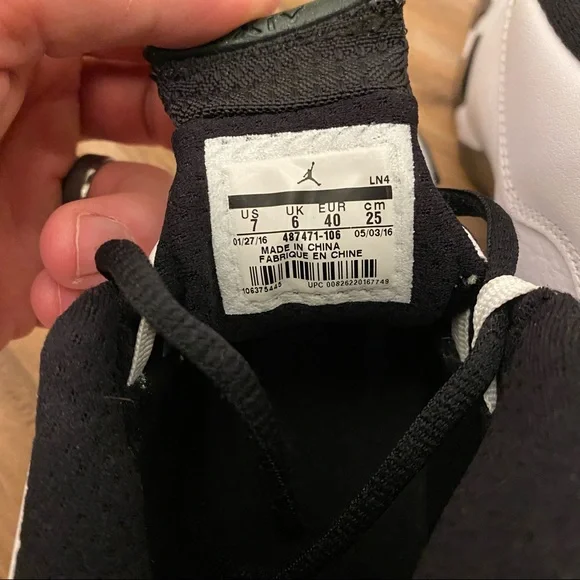 LN4
US UK EUR cm
7 6 40 25
01/27/16 487471-106 05/03/16
MADE IN CHINA
FABRIQUE EN CHINE
UPC 00826220167749